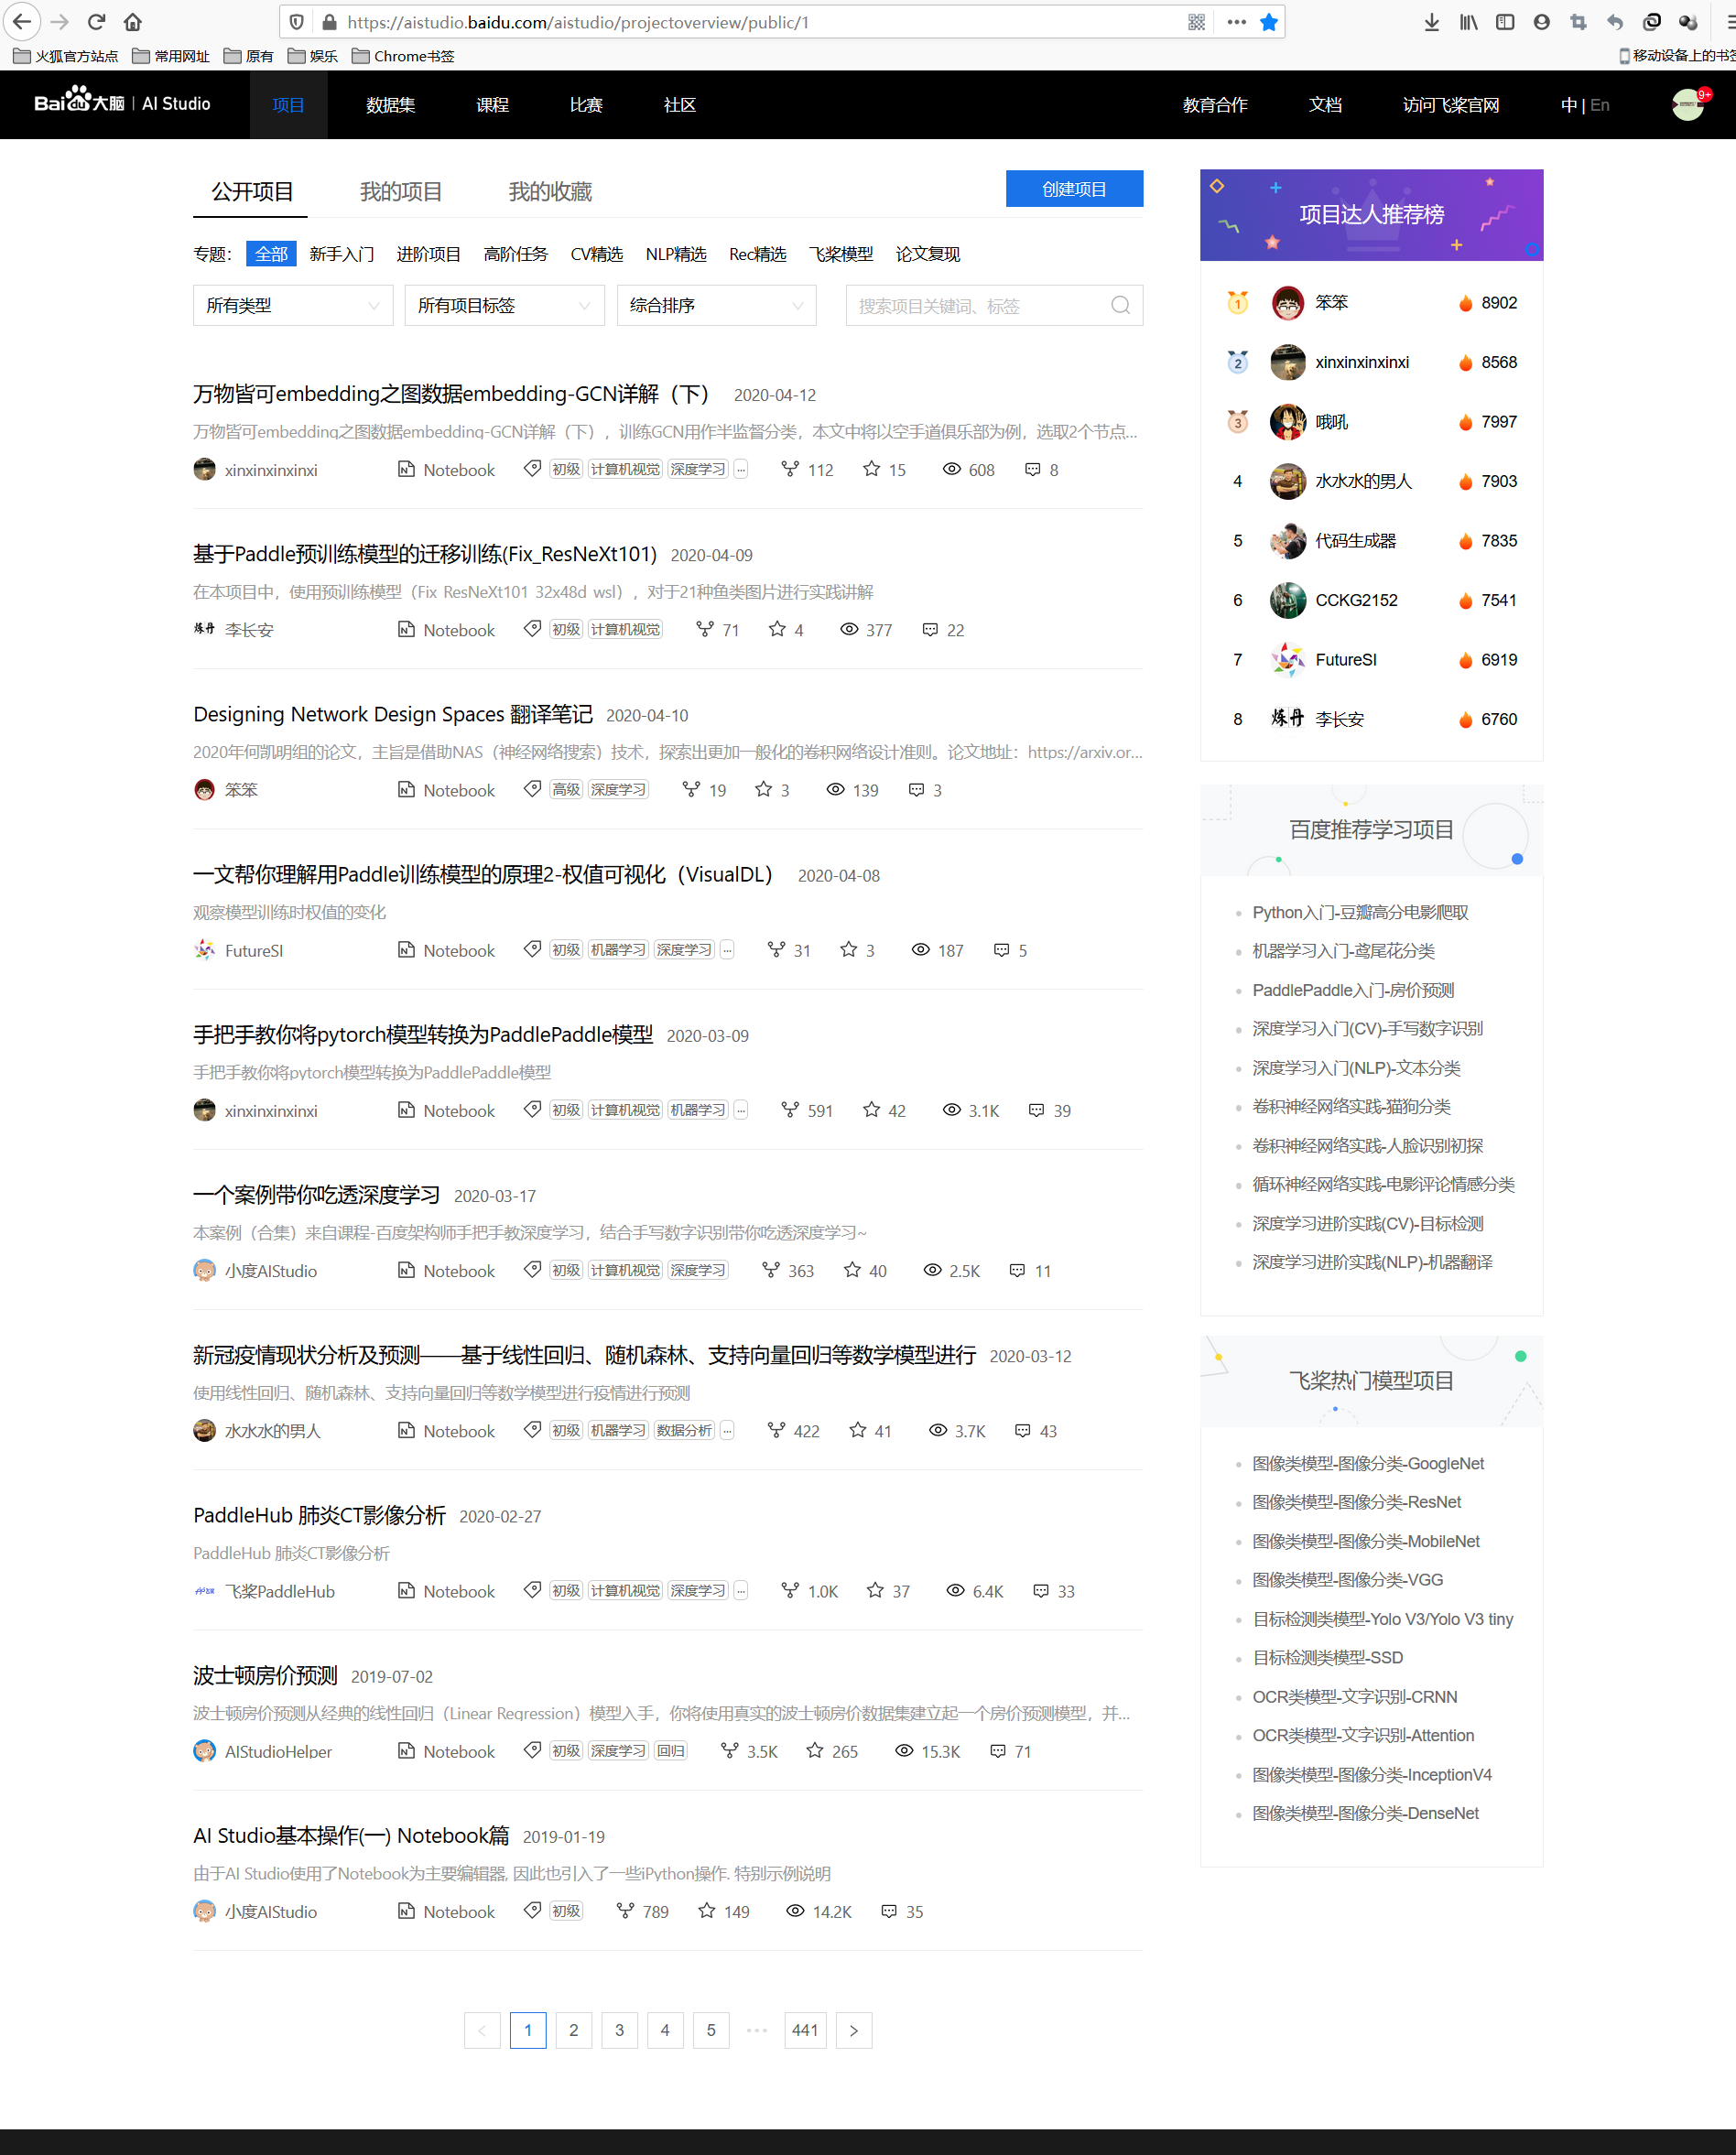 https://aistudio.baidu.com/aistudio/projectoverview/public/1
火狐官方站点 常用网址 原有 娱乐 Chrome书签 移动设备上的书签
Bai du 大脑 | AI Studio 项目 数据集 课程 比赛 社区 教育合作 文档 访问飞桨官网 中 | En 9+
公开项目 我的项目 我的收藏 创建项目
专题： 全部 新手入门 进阶项目 高阶任务 CV精选 NLP精选 Rec精选 飞桨模型 论文复现
所有类型 所有项目标签 综合排序 搜索项目关键词、标签
万物皆可embedding之图数据embedding-GCN详解（下） 2020-04-12
万物皆可embedding之图数据embedding-GCN详解（下），训练GCN用作半监督分类，本文中将以空手道俱乐部为例，选取2个节点...
xinxinxinxinxi Notebook 初级 计算机视觉 深度学习 ... 112 15 608 8
基于Paddle预训练模型的迁移训练(Fix_ResNeXt101) 2020-04-09
在本项目中，使用预训练模型（Fix_ResNeXt101_32x48d_wsl），对于21种鱼类图片进行实践讲解
炼丹 李长安 Notebook 初级 计算机视觉 71 4 377 22
Designing Network Design Spaces 翻译笔记 2020-04-10
2020年何凯明组的论文，主旨是借助NAS（神经网络搜索）技术，探索出更加一般化的卷积网络设计准则。论文地址：https://arxiv.or...
笨笨 Notebook 高级 深度学习 19 3 139 3
一文帮你理解用Paddle训练模型的原理2-权值可视化（VisualDL） 2020-04-08
观察模型训练时权值的变化
FutureSI Notebook 初级 机器学习 深度学习 ... 31 3 187 5
手把手教你将pytorch模型转换为PaddlePaddle模型 2020-03-09
手把手教你将pytorch模型转换为PaddlePaddle模型
xinxinxinxinxi Notebook 初级 计算机视觉 机器学习 ... 591 42 3.1K 39
一个案例带你吃透深度学习 2020-03-17
本案例（合集）来自课程-百度架构师手把手教深度学习，结合手写数字识别带你吃透深度学习~
小度AIStudio Notebook 初级 计算机视觉 深度学习 363 40 2.5K 11
新冠疫情现状分析及预测——基于线性回归、随机森林、支持向量回归等数学模型进行 2020-03-12
使用线性回归、随机森林、支持向量回归等数学模型进行疫情进行预测
水水水的男人 Notebook 初级 机器学习 数据分析 ... 422 41 3.7K 43
PaddleHub 肺炎CT影像分析 2020-02-27
PaddleHub 肺炎CT影像分析
飞桨PaddleHub Notebook 初级 计算机视觉 深度学习 ... 1.0K 37 6.4K 33
波士顿房价预测 2019-07-02
波士顿房价预测从经典的线性回归（Linear Regression）模型入手，你将使用真实的波士顿房价数据集建立起一个房价预测模型，并...
AIStudioHelper Notebook 初级 深度学习 回归 3.5K 265 15.3K 71
AI Studio基本操作(一) Notebook篇 2019-01-19
由于AI Studio使用了Notebook为主要编辑器, 因此也引入了一些iPython操作. 特别示例说明
小度AIStudio Notebook 初级 789 149 14.2K 35
< 1 2 3 4 5 ••• 441 >
项目达人推荐榜
1 笨笨 8902
2 xinxinxinxinxi 8568
3 哦吼 7997
4 水水水的男人 7903
5 代码生成器 7835
6 CCKG2152 7541
7 FutureSI 6919
8 炼丹 李长安 6760
百度推荐学习项目
Python入门-豆瓣高分电影爬取
机器学习入门-鸢尾花分类
PaddlePaddle入门-房价预测
深度学习入门(CV)-手写数字识别
深度学习入门(NLP)-文本分类
卷积神经网络实践-猫狗分类
卷积神经网络实践-人脸识别初探
循环神经网络实践-电影评论情感分类
深度学习进阶实践(CV)-目标检测
深度学习进阶实践(NLP)-机器翻译
飞桨热门模型项目
图像类模型-图像分类-GoogleNet
图像类模型-图像分类-ResNet
图像类模型-图像分类-MobileNet
图像类模型-图像分类-VGG
目标检测类模型-Yolo V3/Yolo V3 tiny
目标检测类模型-SSD
OCR类模型-文字识别-CRNN
OCR类模型-文字识别-Attention
图像类模型-图像分类-InceptionV4
图像类模型-图像分类-DenseNet